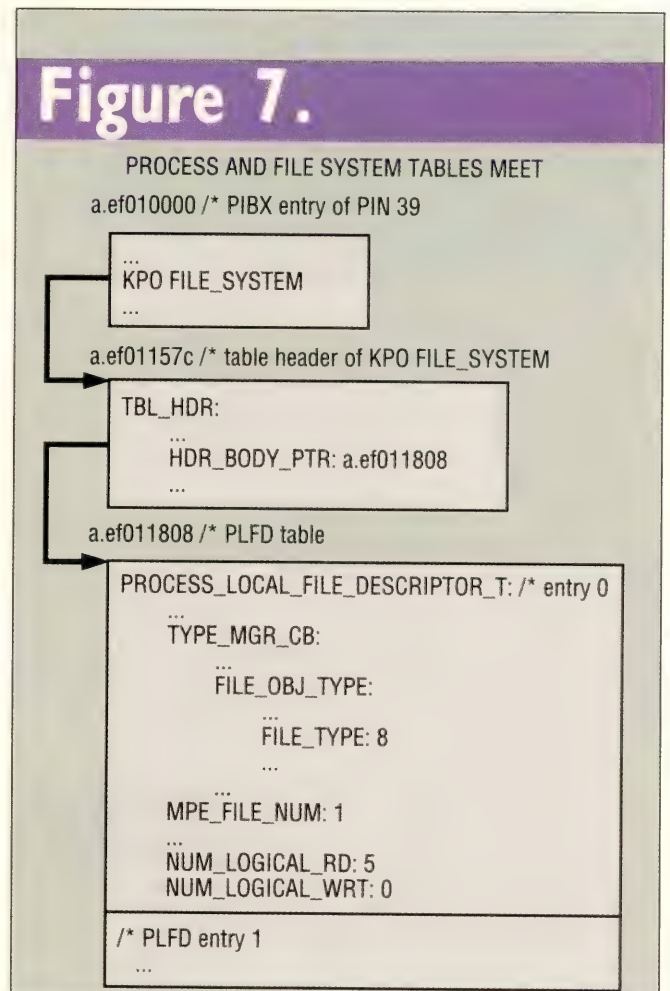 Figure 7.
PROCESS AND FILE SYSTEM TABLES MEET
a.ef010000 /* PIBX entry of PIN 39
...
KPO FILE_SYSTEM
...
a.ef01157c /* table header of KPO FILE_SYSTEM
TBL_HDR:
...
HDR_BODY_PTR: a.ef011808
...
a.ef011808 /* PLFD table
PROCESS_LOCAL_FILE_DESCRIPTOR_T: /* entry 0
...
TYPE_MGR_CB:
...
FILE_OBJ_TYPE:
...
FILE_TYPE: 8
...
...
MPE_FILE_NUM: 1
...
NUM_LOGICAL_RD: 5
NUM_LOGICAL_WRT: 0
/* PLFD entry 1
...